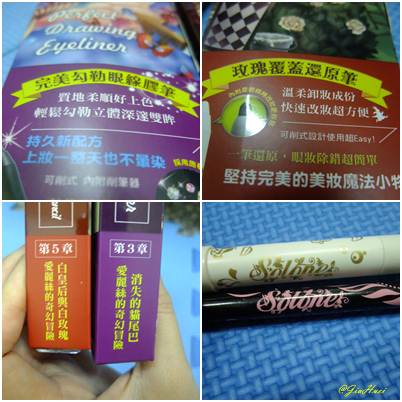 Perfect
Drawing
Eyeliner
完美勾勒眼線膠筆
質地柔順好上色
輕鬆勾勒立體深邃雙眸
持久新配方
上妝一整天也不暈染
可削式 內附削筆器
玫瑰覆蓋還原筆
溫柔卸妝成份
快速改妝超方便
可削式設計使用超Easy!
一筆還原,眼妝除錯超簡單
堅持完美的美妝魔法小物
第5章
白皇后與白玫瑰
愛麗絲的奇幻冒險
第3章
消失的貓尾巴
愛麗絲的奇幻冒險
Solone
Solone
@JinHuei